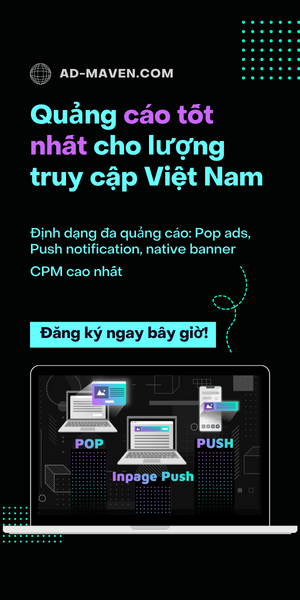 AD-MAVEN.COM
Quảng cáo tốt
nhất cho lượng
truy cập Việt Nam
Định dạng đa quảng cáo: Pop ads,
Push notification, native banner
CPM cao nhất
Đăng ký ngay bây giờ!
POP
PUSH
Inpage Push